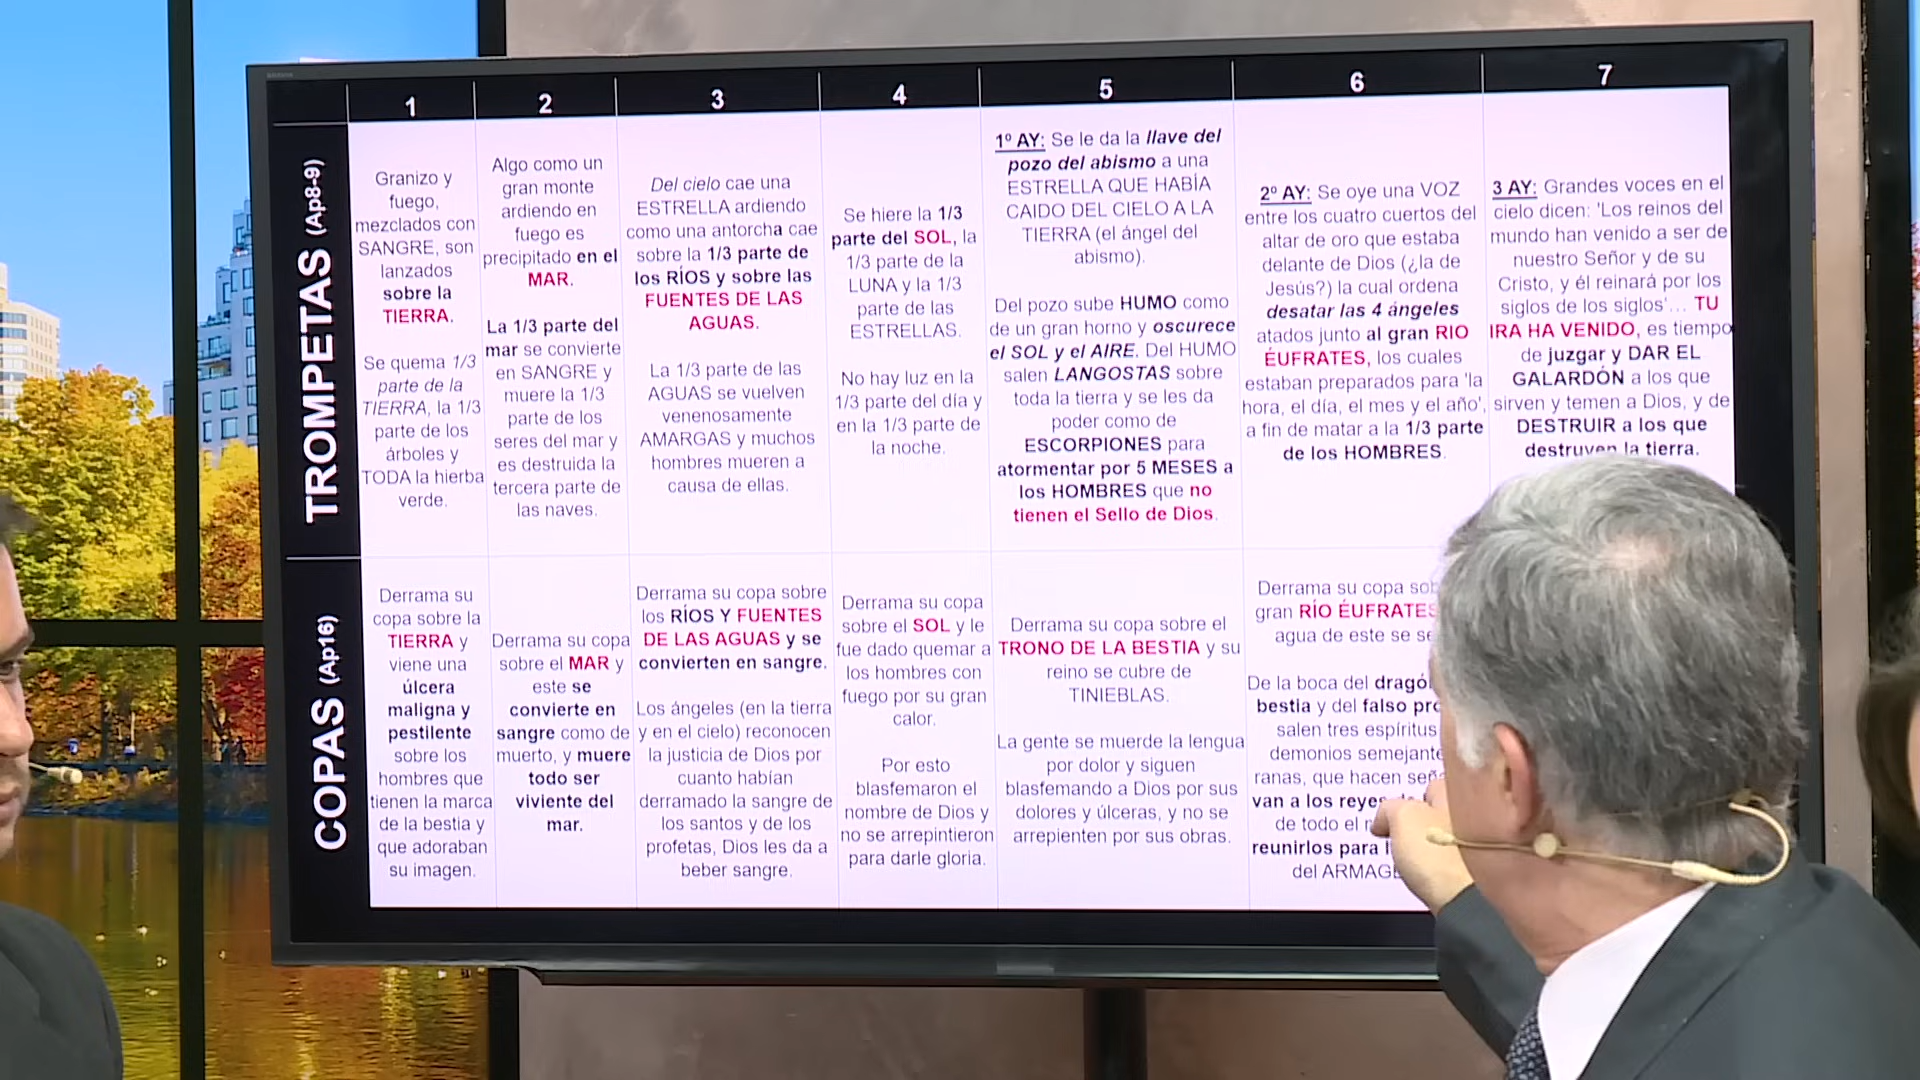 1
2
3
4
5
6
7
TROMPETAS (Ap8-9)
Granizo y
fuego,
mezclados con
SANGRE, son
lanzados
sobre la
TIERRA.
Se quema 1/3
parte de la
TIERRA, la 1/3
parte de los
árboles y
TODA la hierba
verde.
Algo como un
gran monte
ardiendo en
fuego es
precipitado en el
MAR.
La 1/3 parte del
mar se convierte
en SANGRE y
muere la 1/3
parte de los
seres del mar y
es destruida la
tercera parte de
las naves.
Del cielo cae una
ESTRELLA ardiendo
como una antorcha cae
sobre la 1/3 parte de
los RÍOS y sobre las
FUENTES DE LAS
AGUAS.
La 1/3 parte de las
AGUAS se vuelven
venenosamente
AMARGAS y muchos
hombres mueren a
causa de ellas.
Se hiere la 1/3
parte del SOL, la
1/3 parte de la
LUNA y la 1/3
parte de las
ESTRELLAS.
No hay luz en la
1/3 parte del día y
en la 1/3 parte de
la noche.
1º AY: Se le da la llave del
pozo del abismo a una
ESTRELLA QUE HABÍA
CAIDO DEL CIELO A LA
TIERRA (el ángel del
abismo).
Del pozo sube HUMO como
de un gran horno y oscurece
el SOL y el AIRE. Del HUMO
salen LANGOSTAS sobre
toda la tierra y se les da
poder como de
ESCORPIONES para
atormentar por 5 MESES a
los HOMBRES que no
tienen el Sello de Dios.
2º AY: Se oye una VOZ
entre los cuatro cuertos del
altar de oro que estaba
delante de Dios (¿la de
Jesús?) la cual ordena
desatar las 4 ángeles
atados junto al gran RIO
ÉUFRATES, los cuales
estaban preparados para 'la
hora, el día, el mes y el año',
a fin de matar a la 1/3 parte
de los HOMBRES.
3 AY: Grandes voces en el
cielo dicen: 'Los reinos del
mundo han venido a ser de
nuestro Señor y de su
Cristo, y él reinará por los
siglos de los siglos'... TU
IRA HA VENIDO, es tiempo
de juzgar y DAR EL
GALARDÓN a los que
sirven y temen a Dios, y de
DESTRUIR a los que
destruyen la tierra.
COPAS (Ap16)
Derrama su
copa sobre la
TIERRA y
viene una
úlcera
maligna y
pestilente
sobre los
hombres que
tienen la marca
de la bestia y
que adoraban
su imagen.
Derrama su copa
sobre el MAR y
este se
convierte en
sangre como de
muerto, y muere
todo ser
viviente del
mar.
Derrama su copa sobre
los RÍOS Y FUENTES
DE LAS AGUAS y se
convierten en sangre.
Los ángeles (en la tierra
y en el cielo) reconocen
la justicia de Dios por
cuanto habían
derramado la sangre de
los santos y de los
profetas, Dios les da a
beber sangre.
Derrama su copa
sobre el SOL y le
fue dado quemar a
los hombres con
fuego por su gran
calor.
Por esto
blasfemaron el
nombre de Dios y
no se arrepintieron
para darle gloria.
Derrama su copa sobre el
TRONO DE LA BESTIA y su
reino se cubre de
TINIEBLAS.
La gente se muerde la lengua
por dolor y siguen
blasfemando a Dios por sus
dolores y úlceras, y no se
arrepienten por sus obras.
Derrama su copa
gran RÍO ÉUFRATES
agua de este se
De la boca del
bestia y del falso
salen tres espíritus
demonios
ranas, que hacen
van a los reyes
de todo el
reunirlos para
del